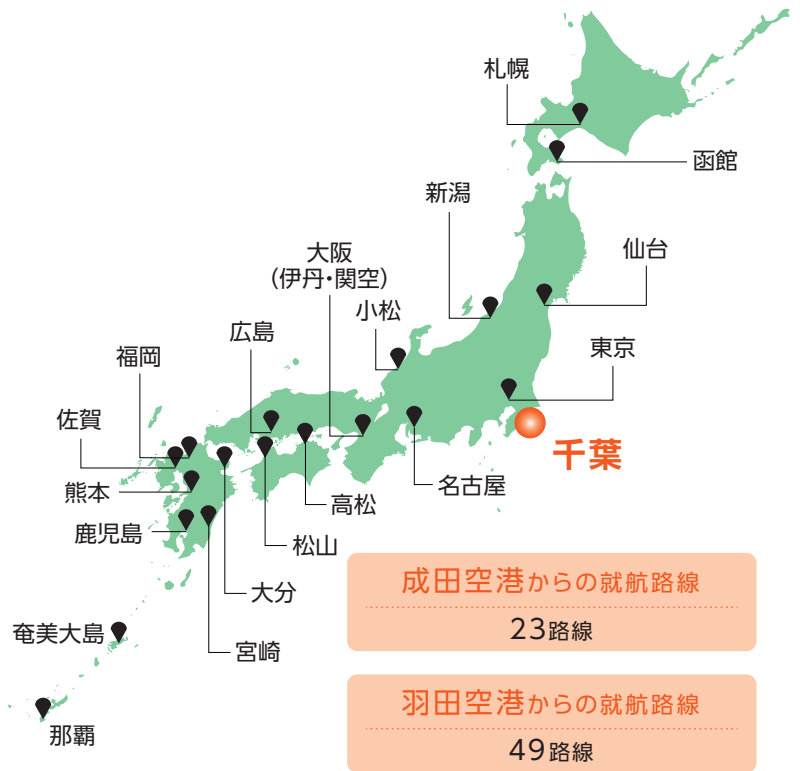 札幌
函館
新潟
仙台
大阪
(伊丹・関空)
小松
広島
東京
福岡
佐賀
千葉
熊本
名古屋
高松
鹿児島
松山
大分
成田空港からの就航路線
23路線
奄美大島
宮崎
羽田空港からの就航路線
那覇
49路線